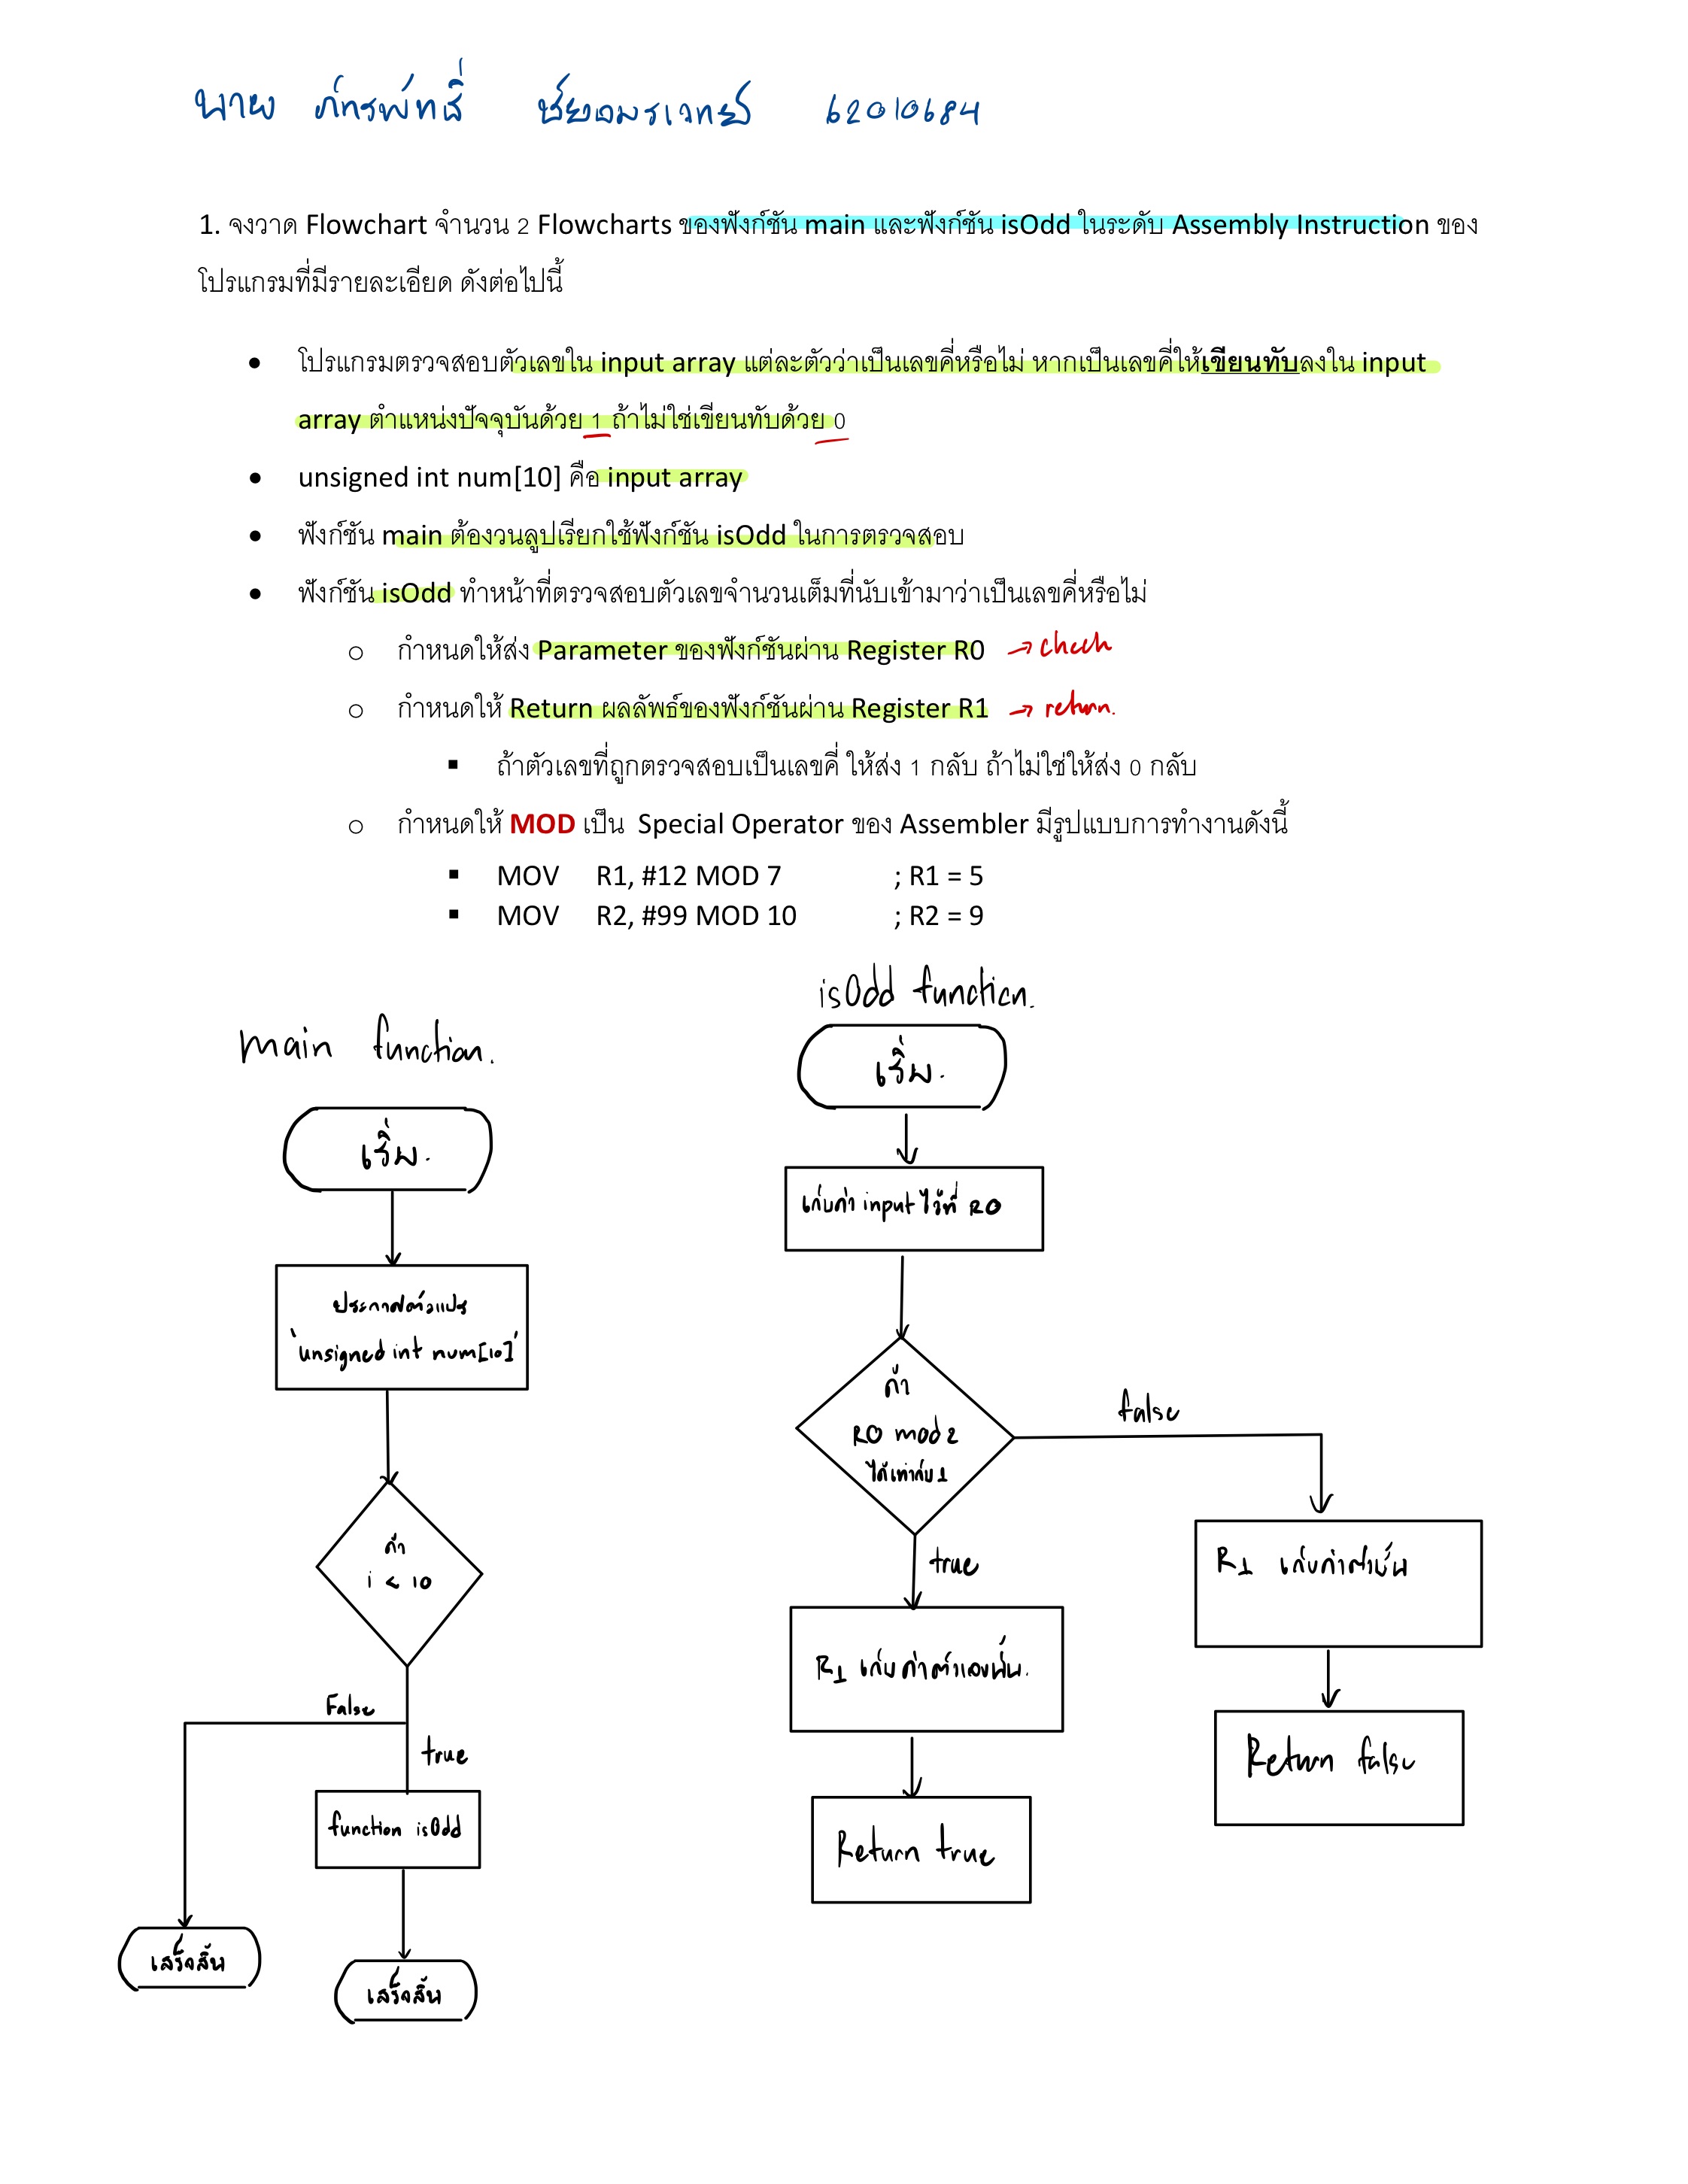 นาย ภัทรพัทธิ์ ชัยอมรเวทย์ 62010684
1. จงวาด Flowchart จำนวน 2 Flowcharts ของฟังก์ชัน main และฟังก์ชัน isOdd ในระดับ Assembly Instruction ของ
โปรแกรมที่มีรายละเอียด ดังต่อไปนี้
• โปรแกรมตรวจสอบตัวเลขใน input array แต่ละตัวว่าเป็นเลขคี่หรือไม่ หากเป็นเลขคี่ให้เขียนทับลงใน input
array ตำแหน่งปัจจุบันด้วย 1 ถ้าไม่ใช่เขียนทับด้วย 0
• unsigned int num[10] คือ input array
• ฟังก์ชัน main ต้องวนลูปเรียกใช้ฟังก์ชัน isOdd ในการตรวจสอบ
• ฟังก์ชัน isOdd ทำหน้าที่ตรวจสอบตัวเลขจำนวนเต็มที่นับเข้ามาว่าเป็นเลขคี่หรือไม่
o กำหนดให้ส่ง Parameter ของฟังก์ชันผ่าน Register R0 → check
o กำหนดให้ Return ผลลัพธ์ของฟังก์ชันผ่าน Register R1 → return.
▪ ถ้าตัวเลขที่ถูกตรวจสอบเป็นเลขคี่ ให้ส่ง 1 กลับ ถ้าไม่ใช่ให้ส่ง 0 กลับ
o กำหนดให้ MOD เป็น Special Operator ของ Assembler มีรูปแบบการทำงานดังนี้
▪ MOV R1, #12 MOD 7 ; R1 = 5
▪ MOV R2, #99 MOD 10 ; R2 = 9
main function.
เริ่ม.
ประกาศตัวแปร
'unsigned int num[10]'
ถ้า
i < 10
False
true
function isOdd
เสร็จสิ้น
เสร็จสิ้น
isOdd function.
เริ่ม.
เก็บค่า input ไว้ที่ R0
ถ้า
R0 mod 2
ได้เท่ากับ 1
false
true
R1 เก็บค่าตัวเลขนั้น.
Return true
R1 เก็บค่า
Return false